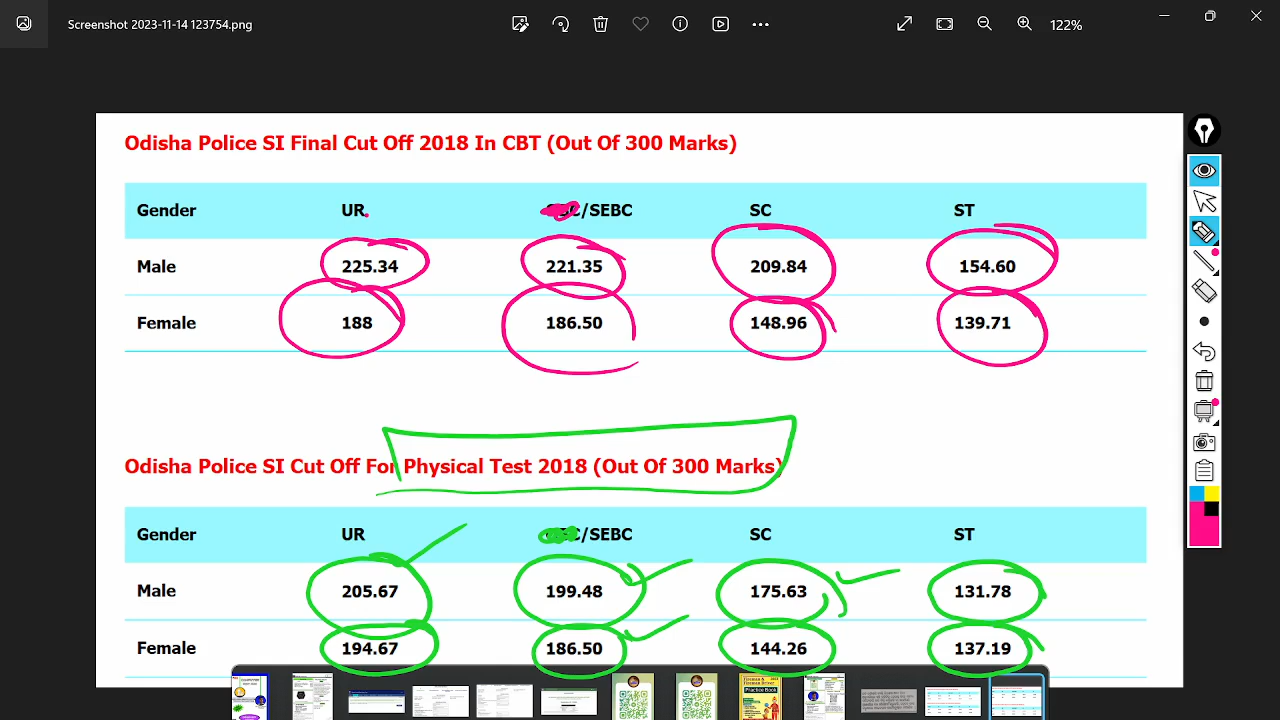 Screenshot 2023-11-14 123754.png
122%
Odisha Police SI Final Cut Off 2018 In CBT (Out Of 300 Marks)
Gender UR /SEBC SC ST
Male 225.34 221.35 209.84 154.60
Female 188 186.50 148.96 139.71
Odisha Police SI Cut Off For Physical Test 2018 (Out Of 300 Marks)
Gender UR /SEBC SC ST
Male 205.67 199.48 175.63 131.78
Female 194.67 186.50 144.26 137.19
Practice Book